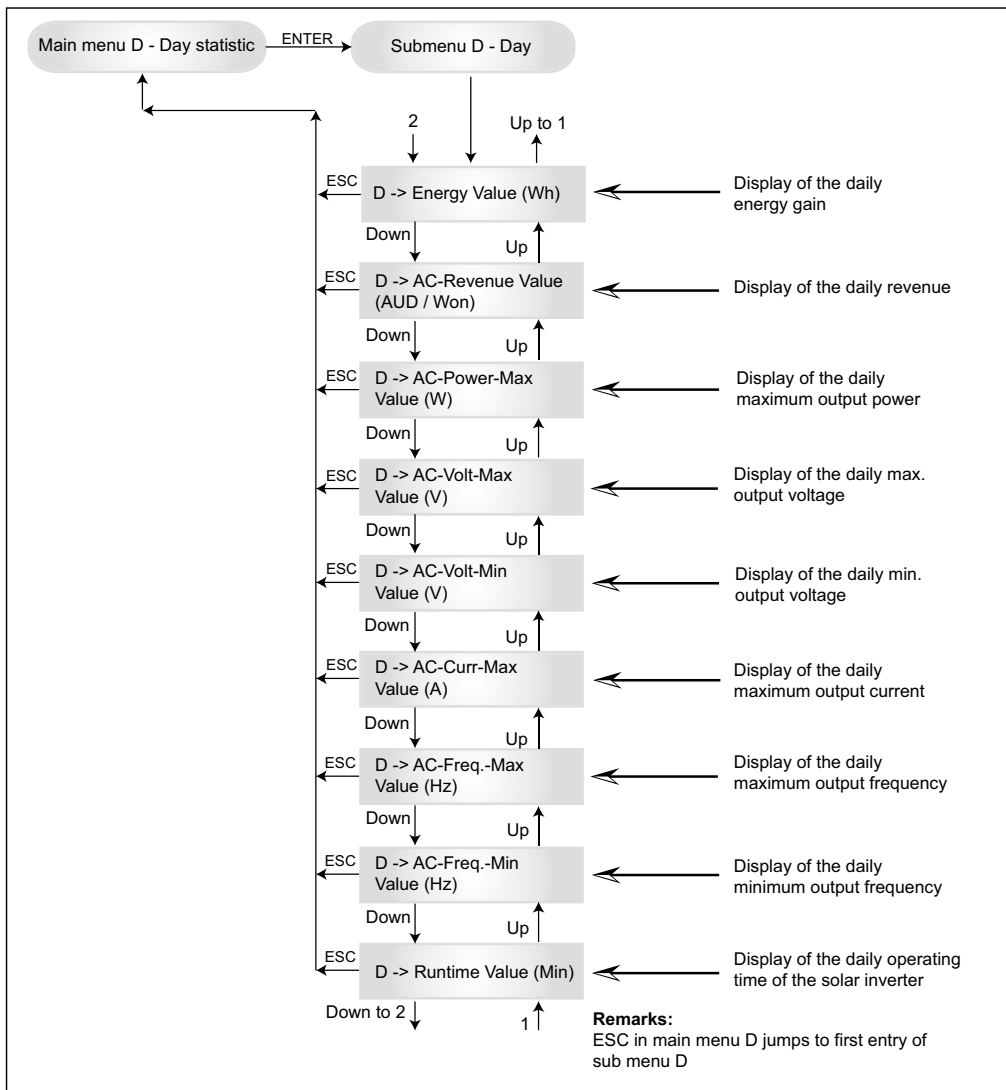 Main menu D - Day statistic
ENTER
Submenu D - Day
2
Up to 1
ESC
D -> Energy Value (Wh)
Display of the daily
energy gain
Down
Up
ESC
D -> AC-Revenue Value
(AUD / Won)
Display of the daily revenue
Down
Up
ESC
D -> AC-Power-Max
Value (W)
Display of the daily
maximum output power
Down
Up
ESC
D -> AC-Volt-Max
Value (V)
Display of the daily max.
output voltage
Down
Up
ESC
D -> AC-Volt-Min
Value (V)
Display of the daily min.
output voltage
Down
Up
ESC
D -> AC-Curr-Max
Value (A)
Display of the daily
maximum output current
Down
Up
ESC
D -> AC-Freq.-Max
Value (Hz)
Display of the daily
maximum output frequency
Down
Up
ESC
D -> AC-Freq.-Min
Value (Hz)
Display of the daily
minimum output frequency
Down
Up
ESC
D -> Runtime Value (Min)
Display of the daily operating
time of the solar inverter
Down to 2
1
Remarks:
ESC in main menu D jumps to first entry of
sub menu D